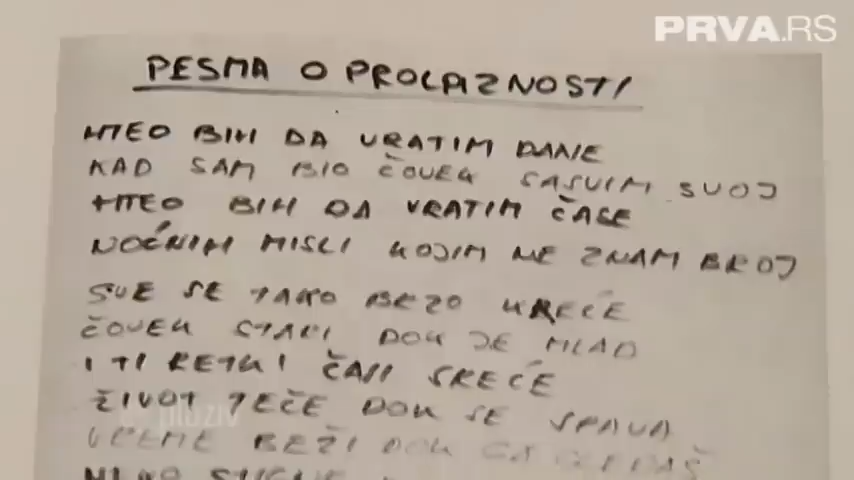 PRVA.RS
PESMA O PROLAZNOSTI
HTEO BIH DA VRATIM DANE
KAD SAM BIO ČOVEK SASVIM SVOJ
HTEO BIH DA VRATIM ČASE
NOĆNIH MISLI KOJIM NE ZNAM BROJ
SVE SE TAKO BRZO KREĆE
ČOVEK STARI DOK JE MLAD
I TI RETKI ČASI SREĆE
ŽIVOT TEČE DOK SE SPAVA
VREME BEŽI DOK GA GLEDAŠ
NIKO